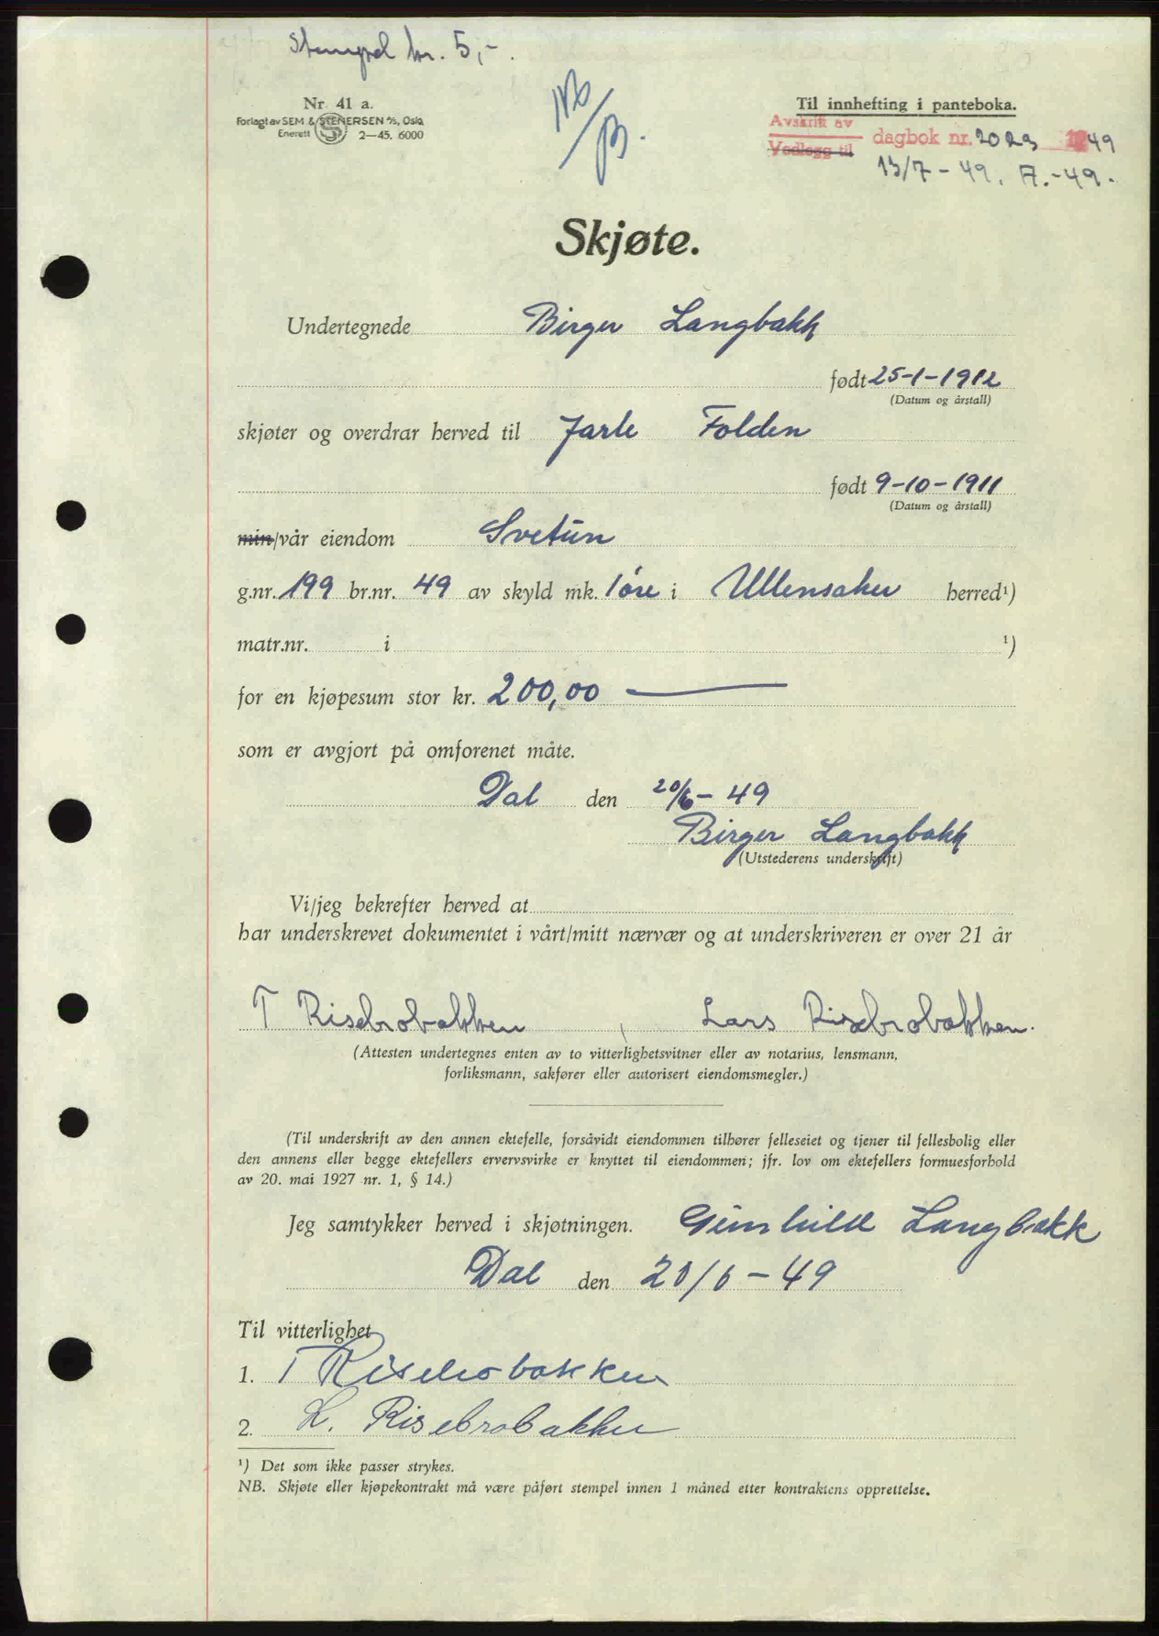 Stempel kr. 5,-.
Nr. 41 a.
Forlagt av SEM & STENERSEN A/S, Oslo
Enerett 2—45. 6000
Til innhefting i panteboka.
Avskrift av
Vedlegg til dagbok nr. 2023 1949
13/7 - 49. A.-49.
Skjøte.
Undertegnede Birger Langbakk
født 25-1-1912
(Datum og årstall)
skjøter og overdrar herved til Jarle Folden
født 9-10-1911
(Datum og årstall)
min/vår eiendom Svetun
g.nr. 199 br.nr. 49 av skyld mk. 1 øre i Ullensaker herred¹)
matr.nr. i ¹)
for en kjøpesum stor kr. 200,00
som er avgjort på omforenet måte.
Dal den 20/6 - 49
Birger Langbakk
(Utstederens underskrift)
Vi/jeg bekrefter herved at
har underskrevet dokumentet i vårt/mitt nærvær og at underskriveren er over 21 år
T Risebrobakken , Lars Risebrobakken.
(Attesten undertegnes enten av to vitterlighetsvitner eller av notarius, lensmann,
forliksmann, sakfører eller autorisert eiendomsmegler.)
(Til underskrift av den annen ektefelle, forsåvidt eiendommen tilhører felleseiet og tjener til fellesbolig eller
den annens eller begge ektefellers ervervsvirke er knyttet til eiendommen; jfr. lov om ektefellers formuesforhold
av 20. mai 1927 nr. 1, § 14.)
Jeg samtykker herved i skjøtningen. Gunhild Langbakk
Dal den 20/6 - 49
Til vitterlighet
1. T Risebrobakken
2. L. Risebrobakken
¹) Det som ikke passer strykes.
NB. Skjøte eller kjøpekontrakt må være påført stempel innen 1 måned etter kontraktens opprettelse.